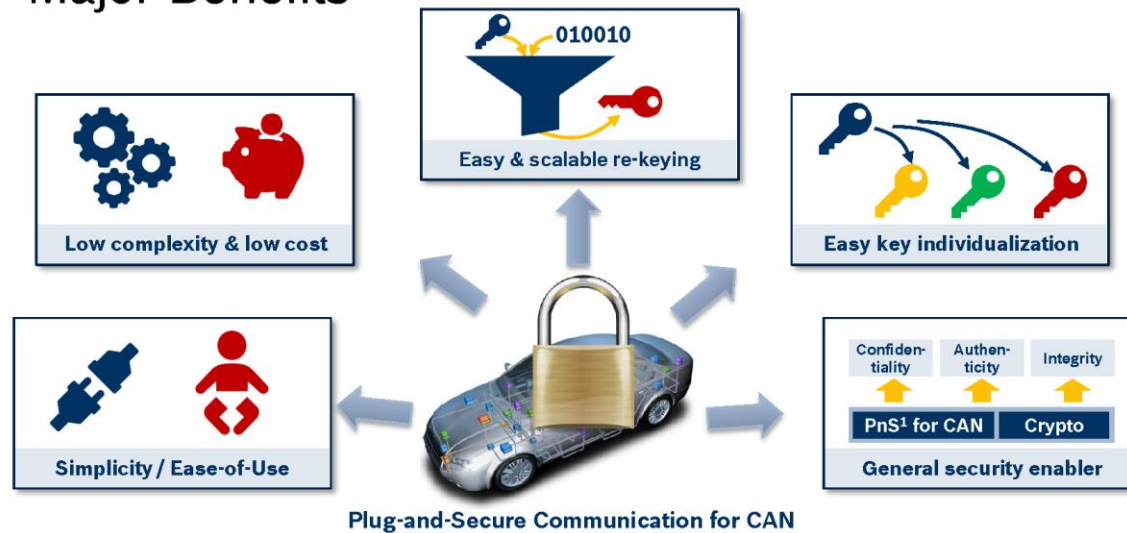 Major Benefits
010010
Easy & scalable re-keying
Low complexity & low cost
Easy key individualization
Simplicity / Ease-of-Use
Confiden-
tiality
Authen-
ticity
Integrity
PnS¹ for CAN
Crypto
General security enabler
Plug-and-Secure Communication for CAN